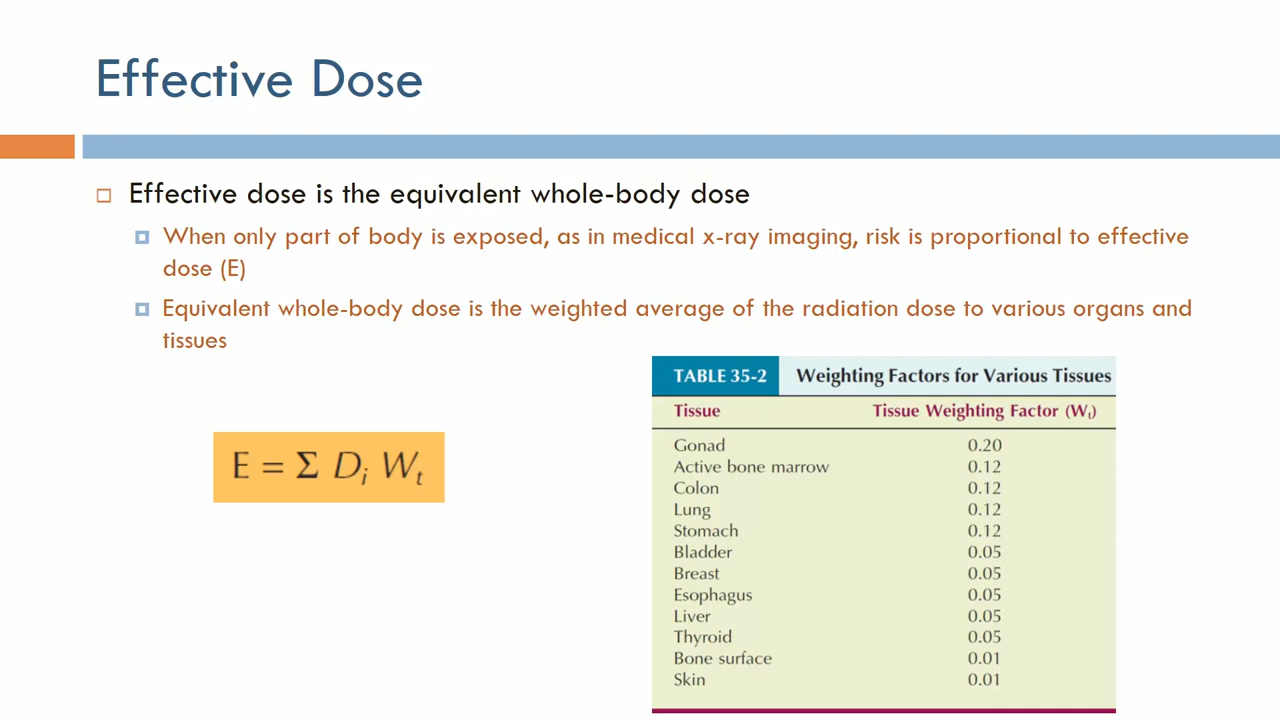 Effective Dose
Effective dose is the equivalent whole-body dose
When only part of body is exposed, as in medical x-ray imaging, risk is proportional to effective
dose (E)
Equivalent whole-body dose is the weighted average of the radiation dose to various organs and
tissues
E = Σ Dᵢ Wₜ
TABLE 35-2 Weighting Factors for Various Tissues
Tissue Tissue Weighting Factor (Wₜ)
Gonad 0.20
Active bone marrow 0.12
Colon 0.12
Lung 0.12
Stomach 0.12
Bladder 0.05
Breast 0.05
Esophagus 0.05
Liver 0.05
Thyroid 0.05
Bone surface 0.01
Skin 0.01